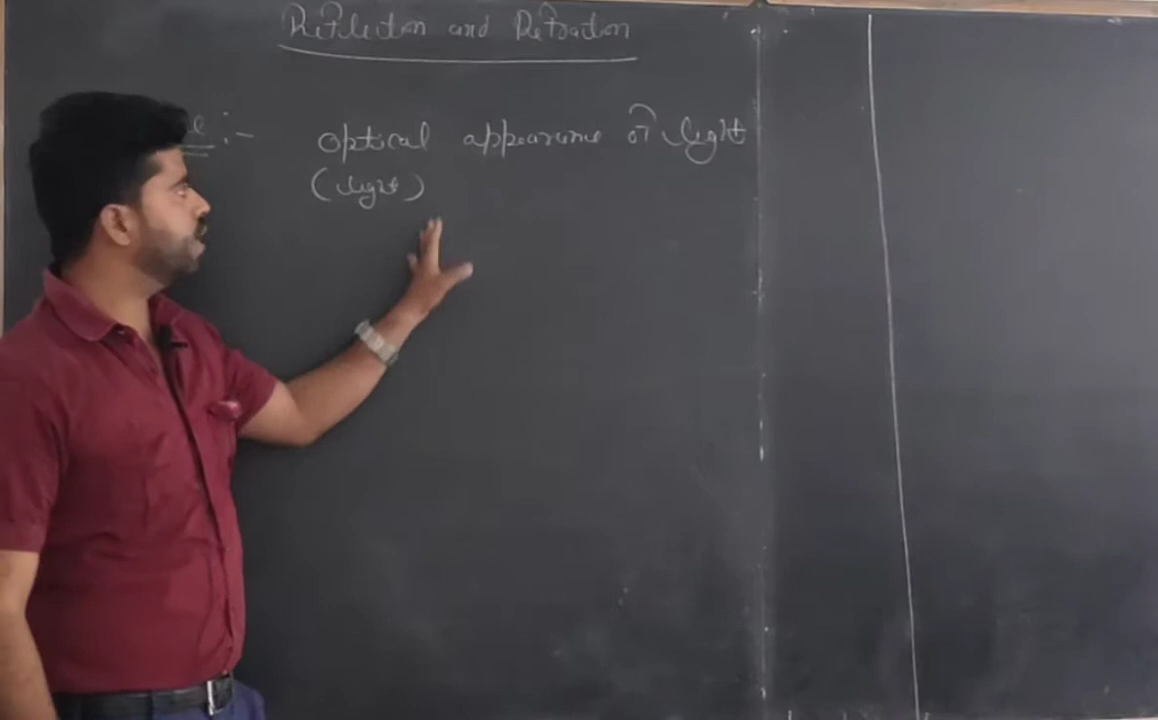 Reflection and Refraction
:- optical appearance of light
(light)